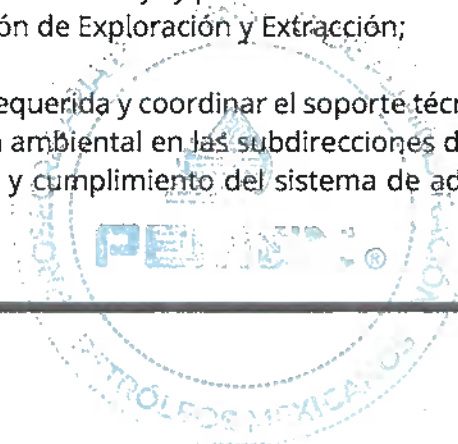 ón de Exploración y Extracción;
equerida y coordinar el soporte técn
ambiental en las subdirecciones d
y cumplimiento del sistema de ad
PEMEX ®
PETRÓLEOS MEXICANOS